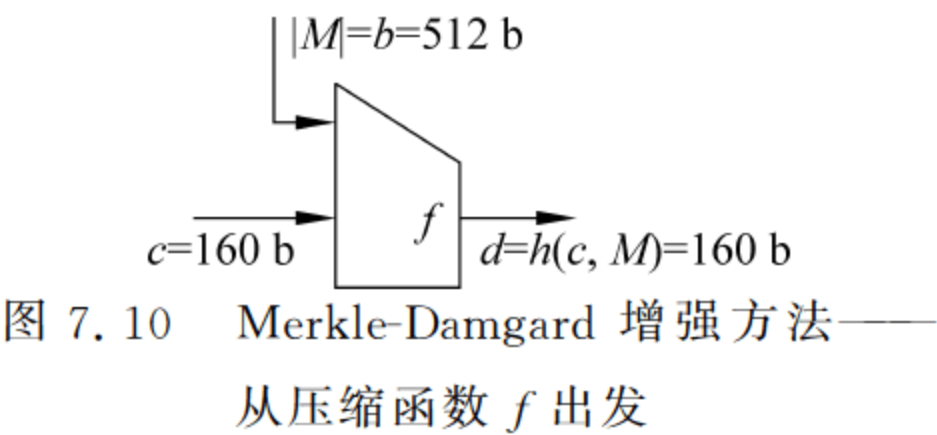 |M|=b=512 b
f
c=160 b
d=h(c, M)=160 b
图 7.10 Merkle-Damgard 增强方法——
从压缩函数 f 出发